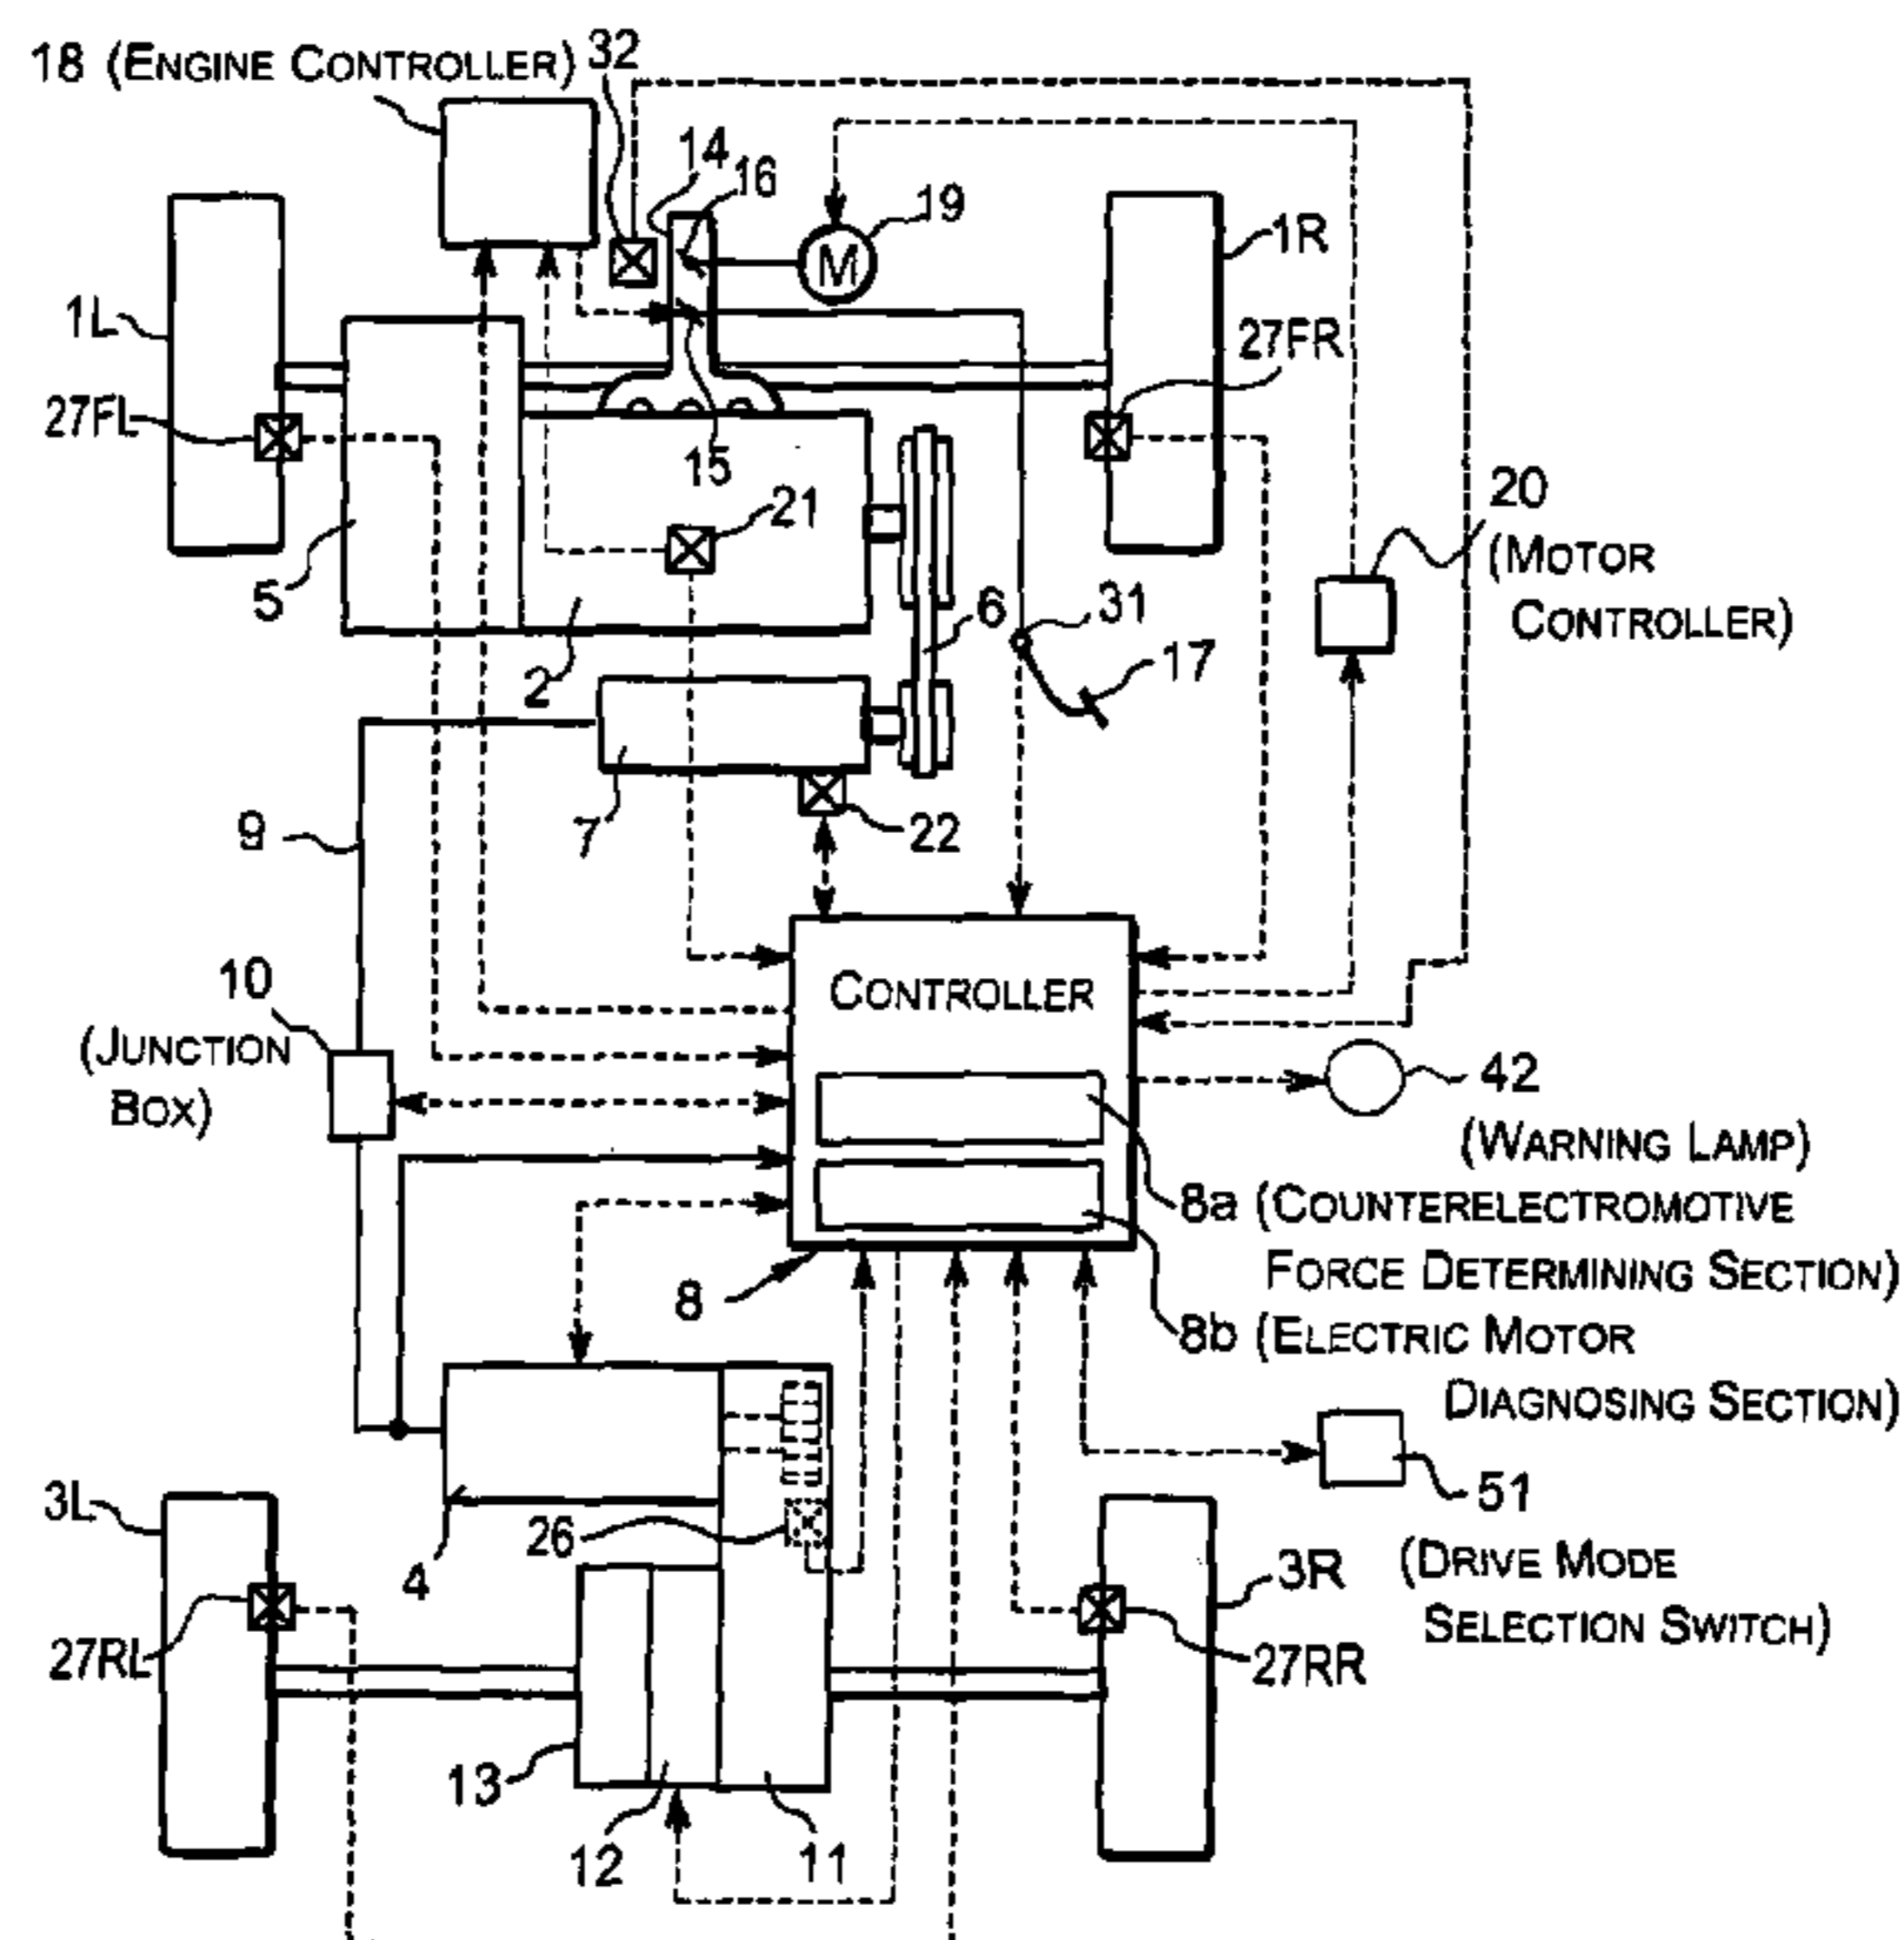 18 (ENGINE CONTROLLER) 32
14
16
19
M
1R
1L
27FR
27FL
15
20
(MOTOR
CONTROLLER)
21
5
2
6
31
17
7
22
9
10
(JUNCTION
BOX)
CONTROLLER
42
(WARNING LAMP)
8a (COUNTERELECTROMOTIVE
FORCE DETERMINING SECTION)
8
8b (ELECTRIC MOTOR
DIAGNOSING SECTION)
51
(DRIVE MODE
SELECTION SWITCH)
3L
26
4
3R
27RL
27RR
13
12
11